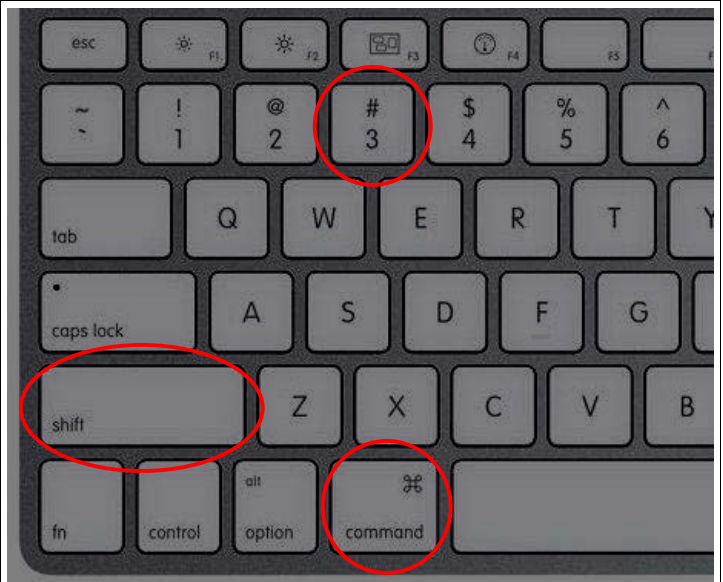 esc F1 F2 F3 F4 F5 F
~ ! @ # $ % ^
` 1 2 3 4 5 6
Q W E R T Y
tab
A S D F G
caps lock
Z X C V B
shift
alt ⌘
fn control option command